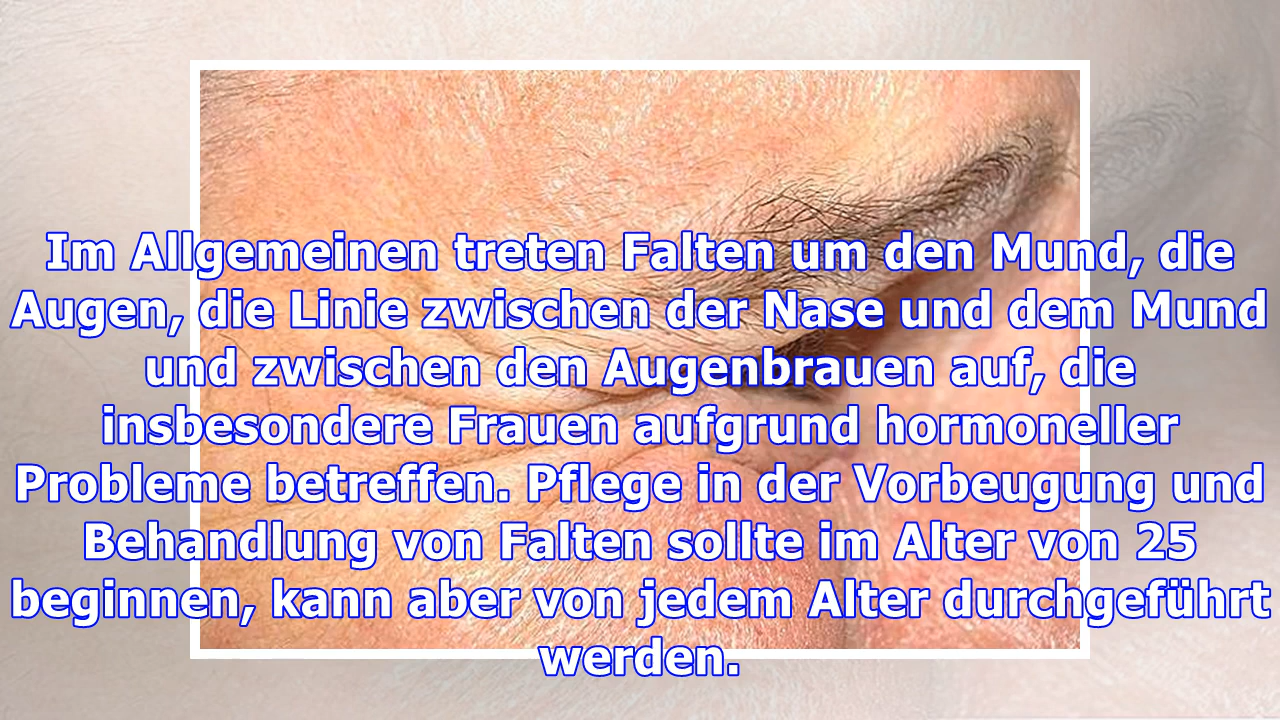 Im Allgemeinen treten Falten um den Mund, die
Augen, die Linie zwischen der Nase und dem Mund
und zwischen den Augenbrauen auf, die
insbesondere Frauen aufgrund hormoneller
Probleme betreffen. Pflege in der Vorbeugung und
Behandlung von Falten sollte im Alter von 25
beginnen, kann aber von jedem Alter durchgeführt
werden.